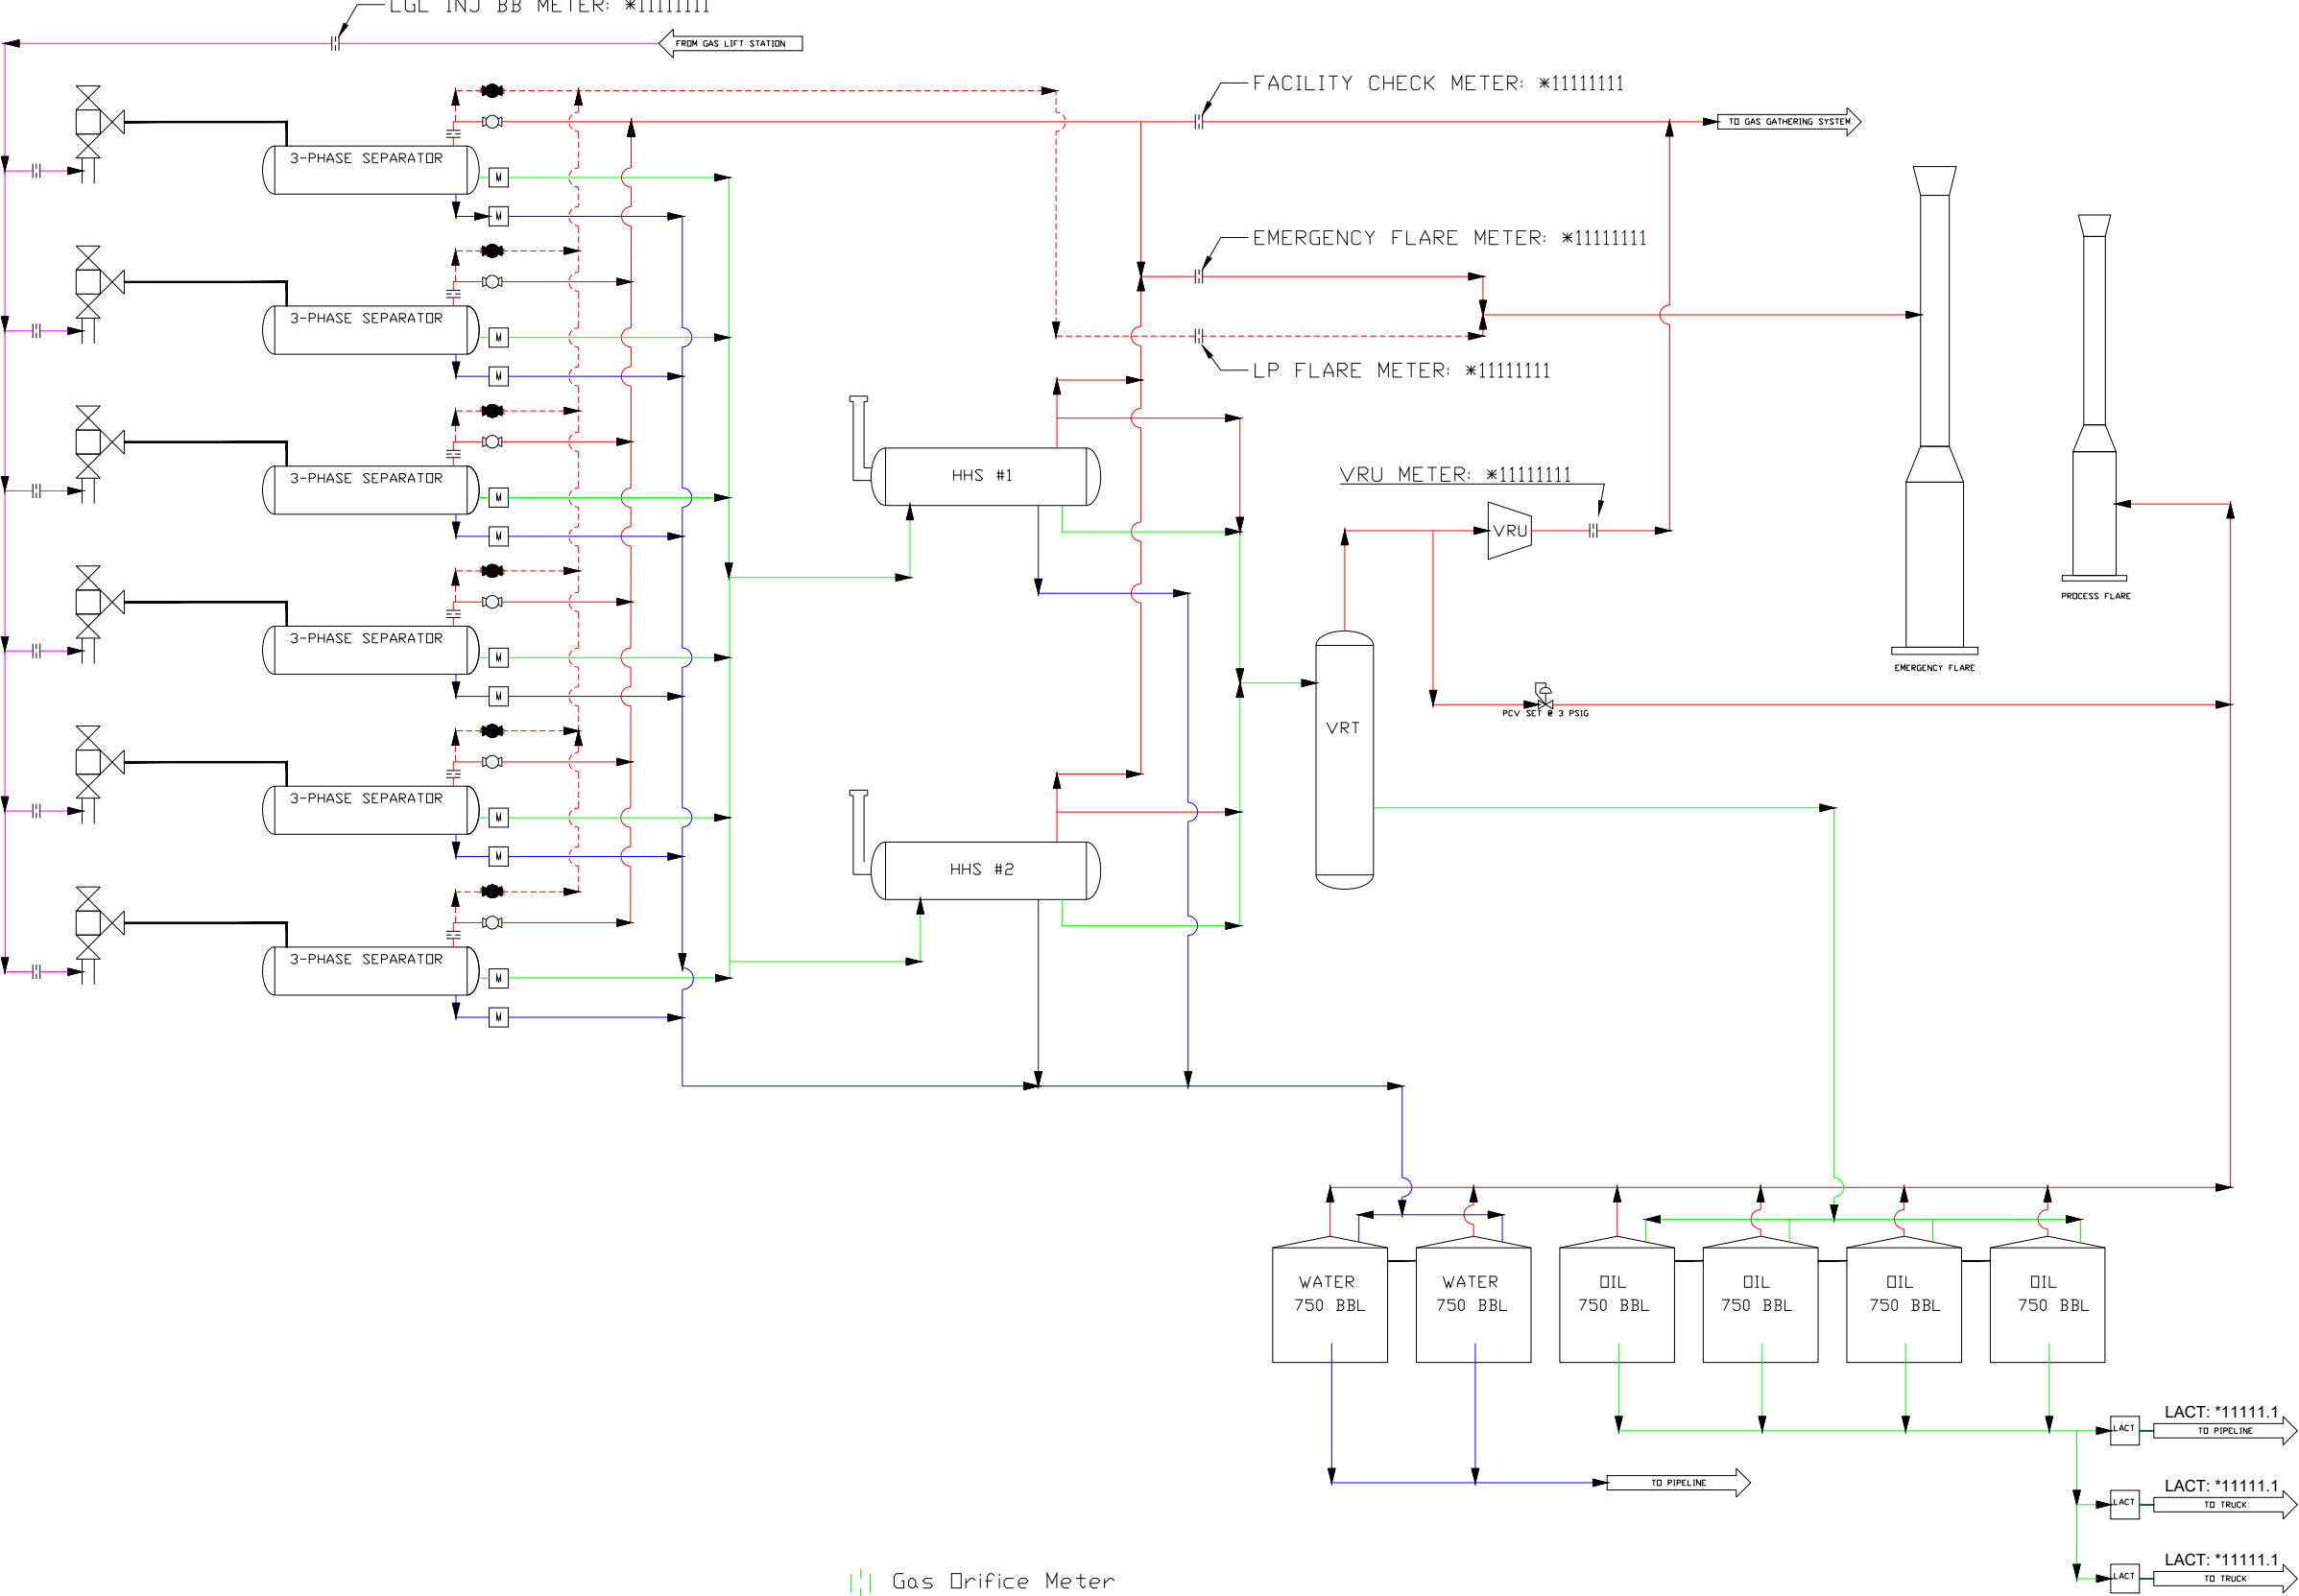 LGL INJ BB METER: *11111111
FROM GAS LIFT STATION
FACILITY CHECK METER: *11111111
TO GAS GATHERING SYSTEM
3-PHASE SEPARATOR
M
M
EMERGENCY FLARE METER: *11111111
3-PHASE SEPARATOR
M
M
LP FLARE METER: *11111111
3-PHASE SEPARATOR
M
M
HHS #1
VRU METER: *11111111
VRU
PROCESS FLARE
3-PHASE SEPARATOR
M
M
EMERGENCY FLARE
PCV SET @ 3 PSIG
VRT
3-PHASE SEPARATOR
M
M
HHS #2
3-PHASE SEPARATOR
M
M
WATER
750 BBL
WATER
750 BBL
OIL
750 BBL
OIL
750 BBL
OIL
750 BBL
OIL
750 BBL
LACT: *11111.1
LACT
TO PIPELINE
TO PIPELINE
LACT: *11111.1
LACT
TO TRUCK
LACT: *11111.1
LACT
TO TRUCK
Gas Orifice Meter